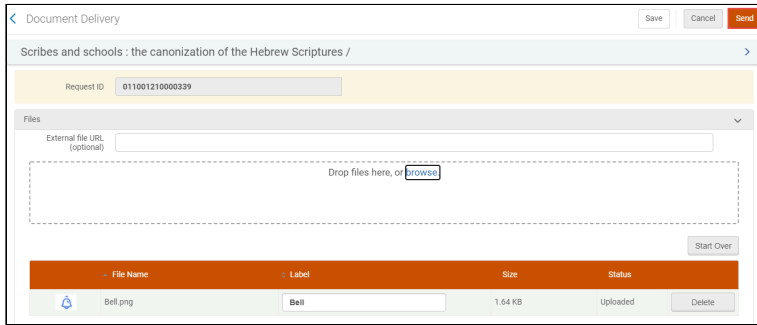 Document Delivery
Save
Cancel
Send
Scribes and schools : the canonization of the Hebrew Scriptures /
Request ID
011001210000339
Files
External file URL
(optional)
Drop files here, or browse.
Start Over
File Name
Label
Size
Status
Bell.png
Bell
1.64 KB
Uploaded
Delete